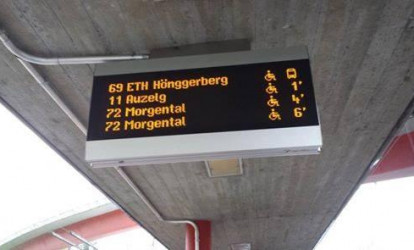 69 ETH Hönggerberg
11 Auzelg 1'
72 Morgental 4'
72 Morgental 6'